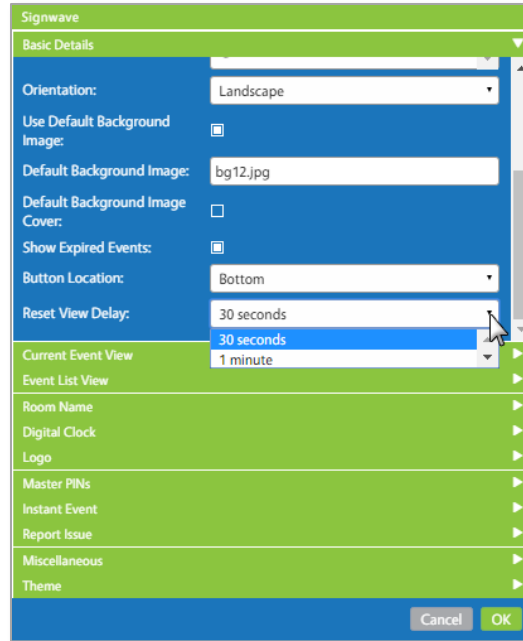 Signwave
Basic Details
Orientation:
Landscape
Use Default Background
Image:
Default Background Image:
bg12.jpg
Default Background Image
Cover:
Show Expired Events:
Button Location:
Bottom
Reset View Delay:
30 seconds
30 seconds
1 minute
Current Event View
Event List View
Room Name
Digital Clock
Logo
Master PINs
Instant Event
Report Issue
Miscellaneous
Theme
Cancel
OK